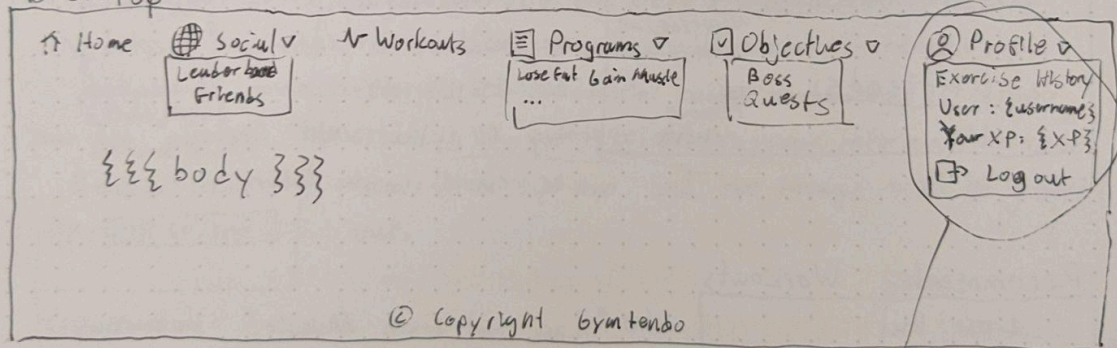 Home Social Workouts Programs Objectives Profile
Leaderboard
Friends
Lose Fat Gain Muscle
...
Boss
Quests
Exercise History
User: {username}
Your XP: {XP}
Log out
{{{body}}}
© Copyright Gymtendo